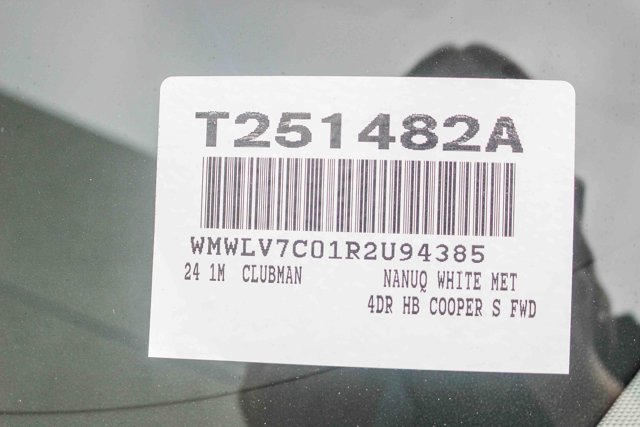 T251482A
WMWLV7C01R2U94385
24 1M CLUBMAN NANUQ WHITE MET
4DR HB COOPER S FWD